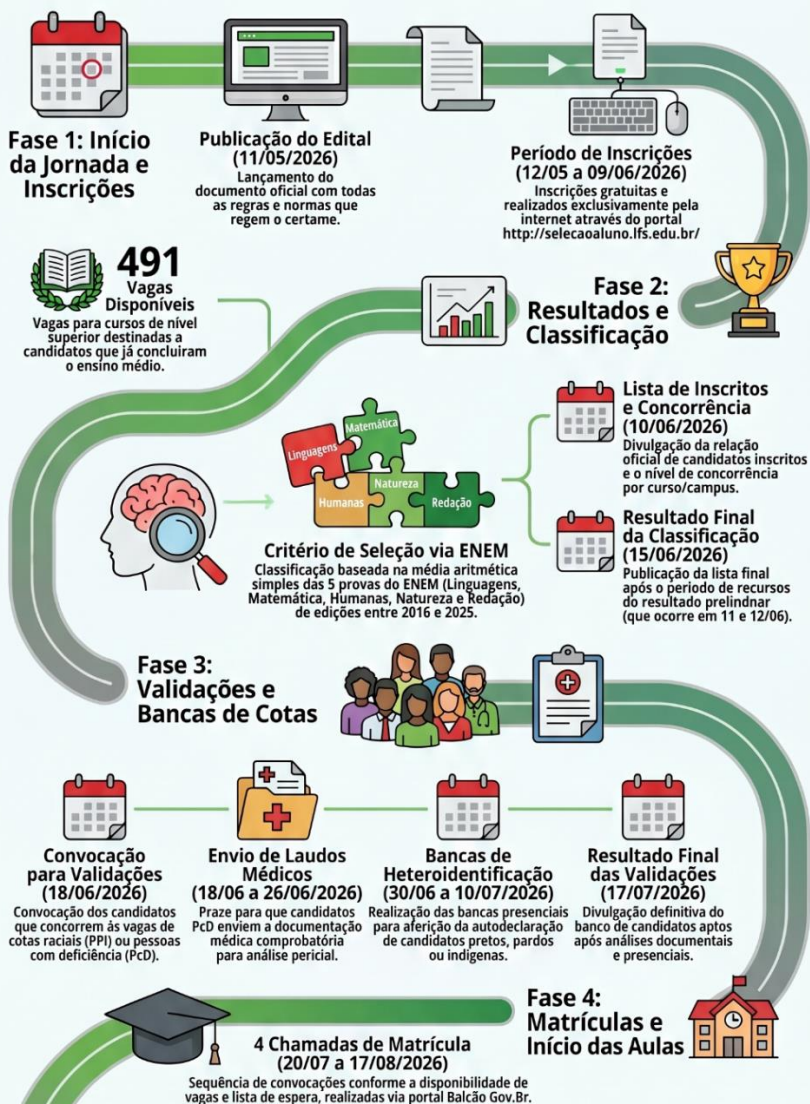 Fase 1: Início
da Jornada e
Inscrições
Publicação do Edital
(11/05/2026)
Lançamento do
documento oficial com todas
as regras e normas que
regem o certame.
Período de Inscrições
(12/05 a 09/06/2026)
Inscrições gratuitas e
realizados exclusivamente pela
internet através do portal
http://selecaoaluno.lfs.edu.br/
491
Vagas
Disponíveis
Vagas para cursos de nível
superior destinadas a
candidatos que já concluiram
o ensino médio.
Fase 2:
Resultados e
Classificação
Linguagens
Matemática
Humanas
Natureza
Redação
Critério de Seleção via ENEM
Classificação baseada na média aritmética
simples das 5 provas do ENEM (Linguagens,
Matemática, Humanas, Natureza e Redação)
de edições entre 2016 e 2025.
Lista de Inscritos
e Concorrência
(10/06/2026)
Divulgação da relação
oficial de candidatos inscritos
e o nível de concorrência
por curso/campus.
Resultado Final
da Classificação
(15/06/2026)
Publicação da lista final
após o periodo de recursos
do resultado prelindnar
(que ocorre em 11 e 12/06).
Fase 3:
Validações e
Bancas de Cotas
Convocação
para Validações
(18/06/2026)
Convocação dos candidatos
que concorrem ás vagas de
cotas raciais (PPI) ou pessoas
com deficiência (PcD).
Envio de Laudos
Médicos
(18/06 a 26/06/2026)
Praze para que candidatos
PcD enviem a documentação
médica comprobatória
para análise pericial.
Bancas de
Heteroidentificação
(30/06 a 10/07/2026)
Realização das bancas presenciais
para aferição da autodeclaração
de candidatos pretos, pardos
ou indigenas.
Resultado Final
das Validações
(17/07/2026)
Divulgação definitiva do
banco de candidatos aptos
após análises documentais
e presenciais.
Fase 4:
Matrículas e
Início das Aulas
4 Chamadas de Matrícula
(20/07 a 17/08/2026)
Sequência de convocações conforme a disponibilidade de
vagas e lista de espera, realizadas via portal Balcão Gov.Br.